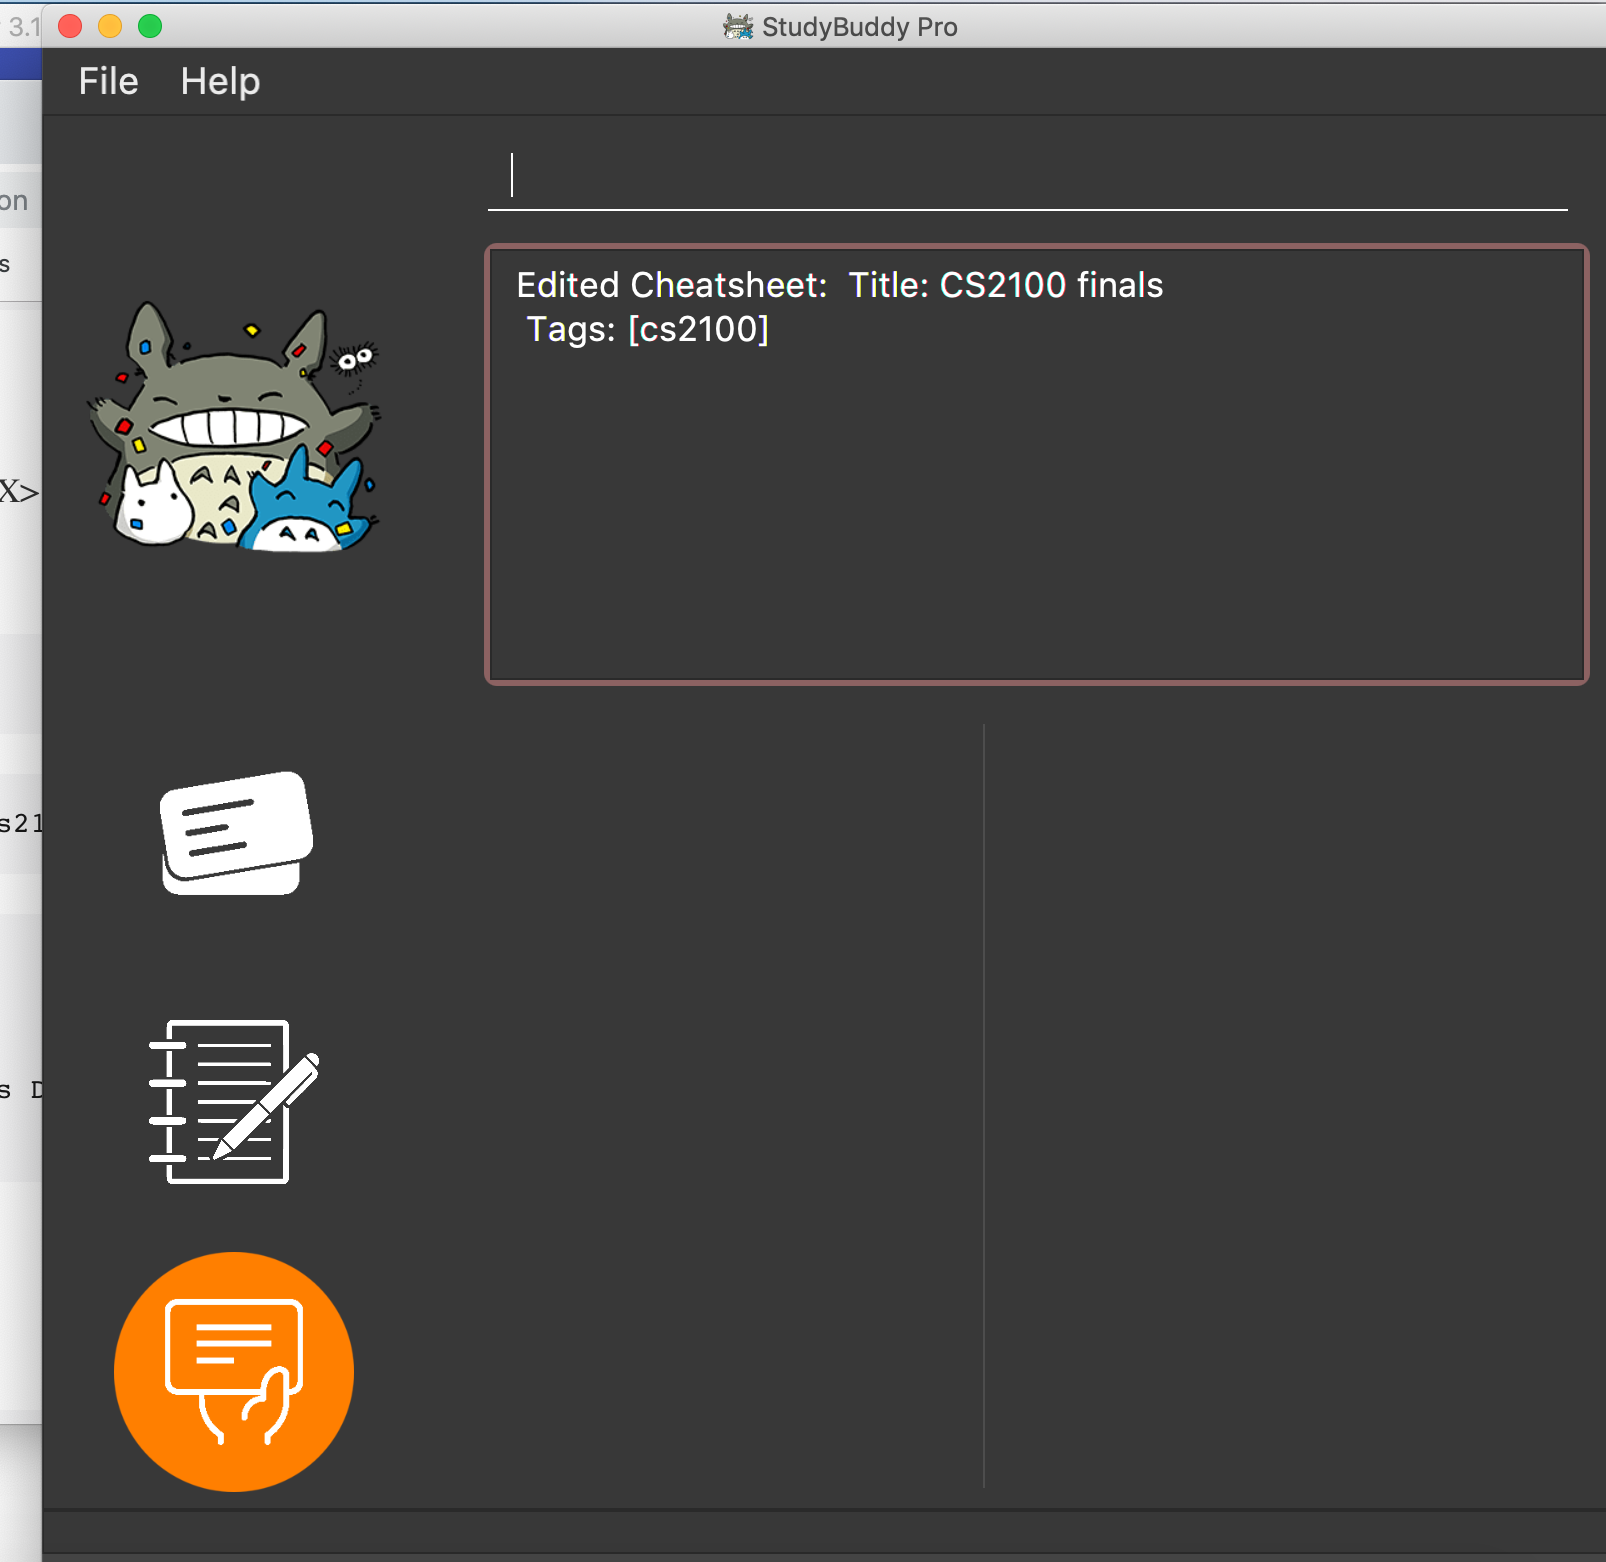 3.1
StudyBuddy Pro
File Help
on
s
Edited Cheatsheet:  Title: CS2100 finals
Tags: [cs2100]
X>
s21
s D